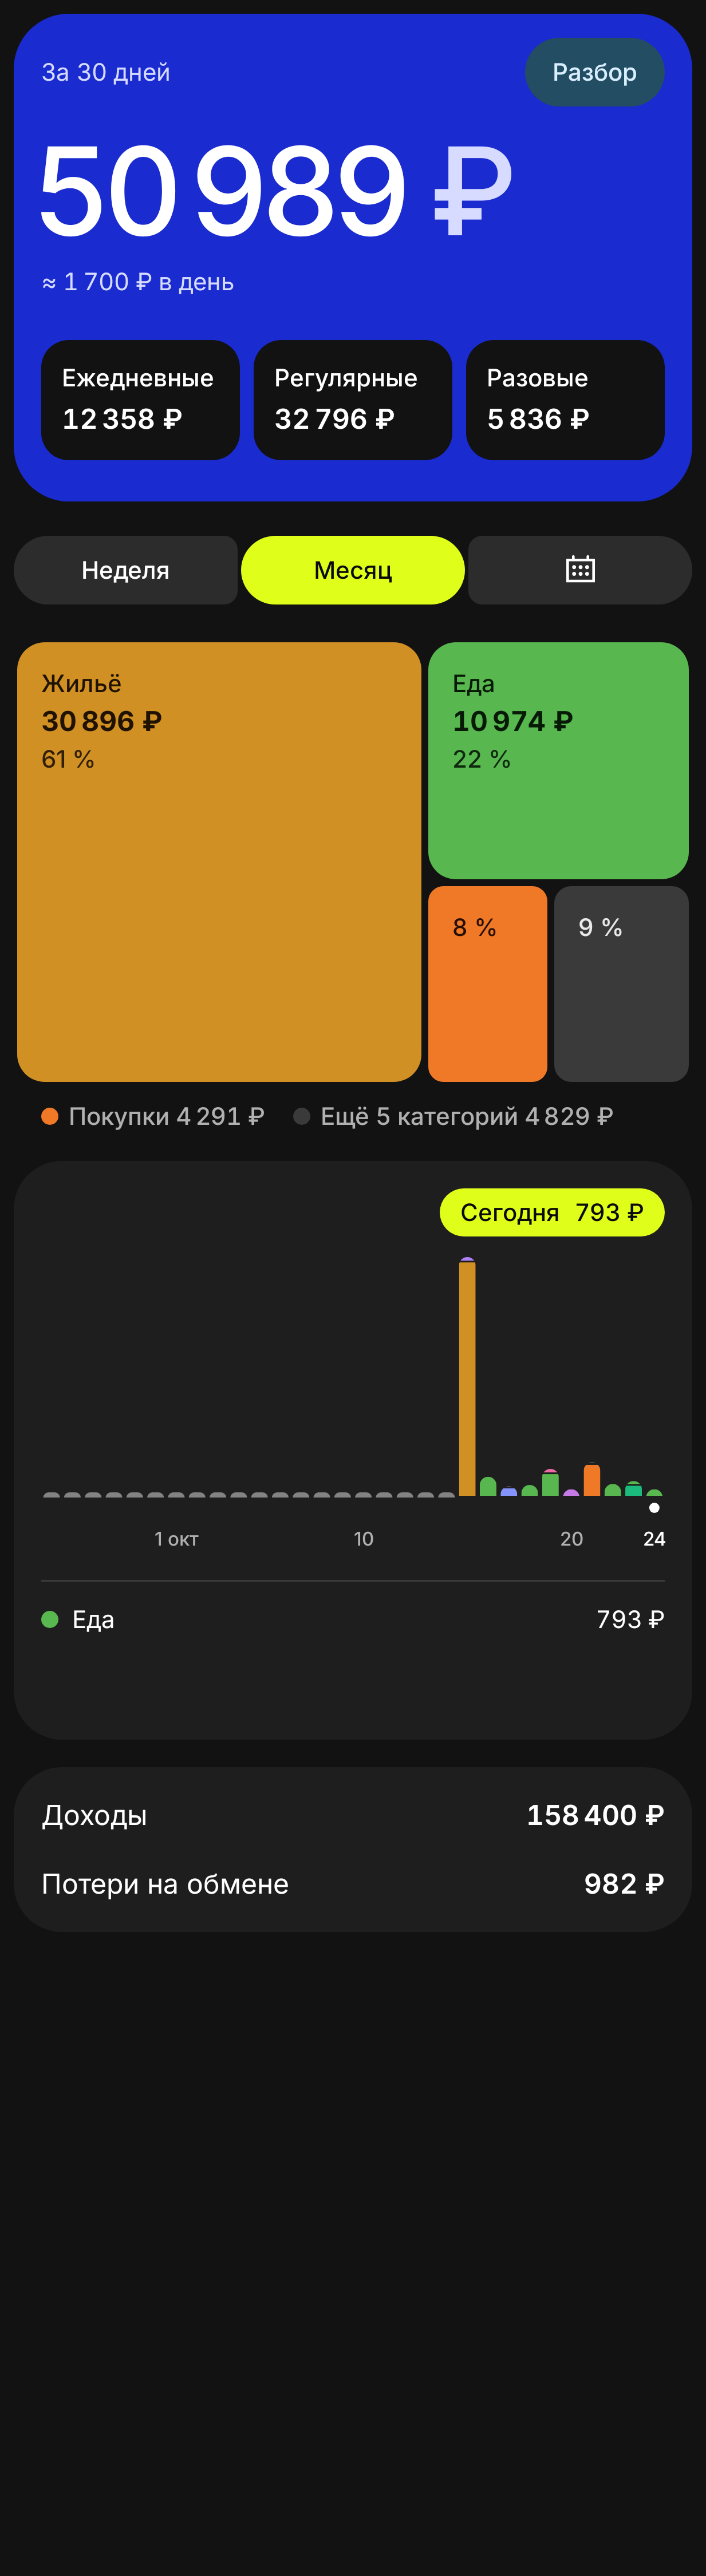 За 30 дней
Разбор
50 989 ₽
≈ 1 700 ₽ в день
Ежедневные
12 358 ₽
Регулярные
32 796 ₽
Разовые
5 836 ₽
Неделя
Месяц
Жильё
30 896 ₽
61 %
Еда
10 974 ₽
22 %
8 %
9 %
Покупки 4 291 ₽
Ещё 5 категорий 4 829 ₽
Сегодня 793 ₽
1 окт
10
20
24
Еда
793 ₽
Доходы
158 400 ₽
Потери на обмене
982 ₽